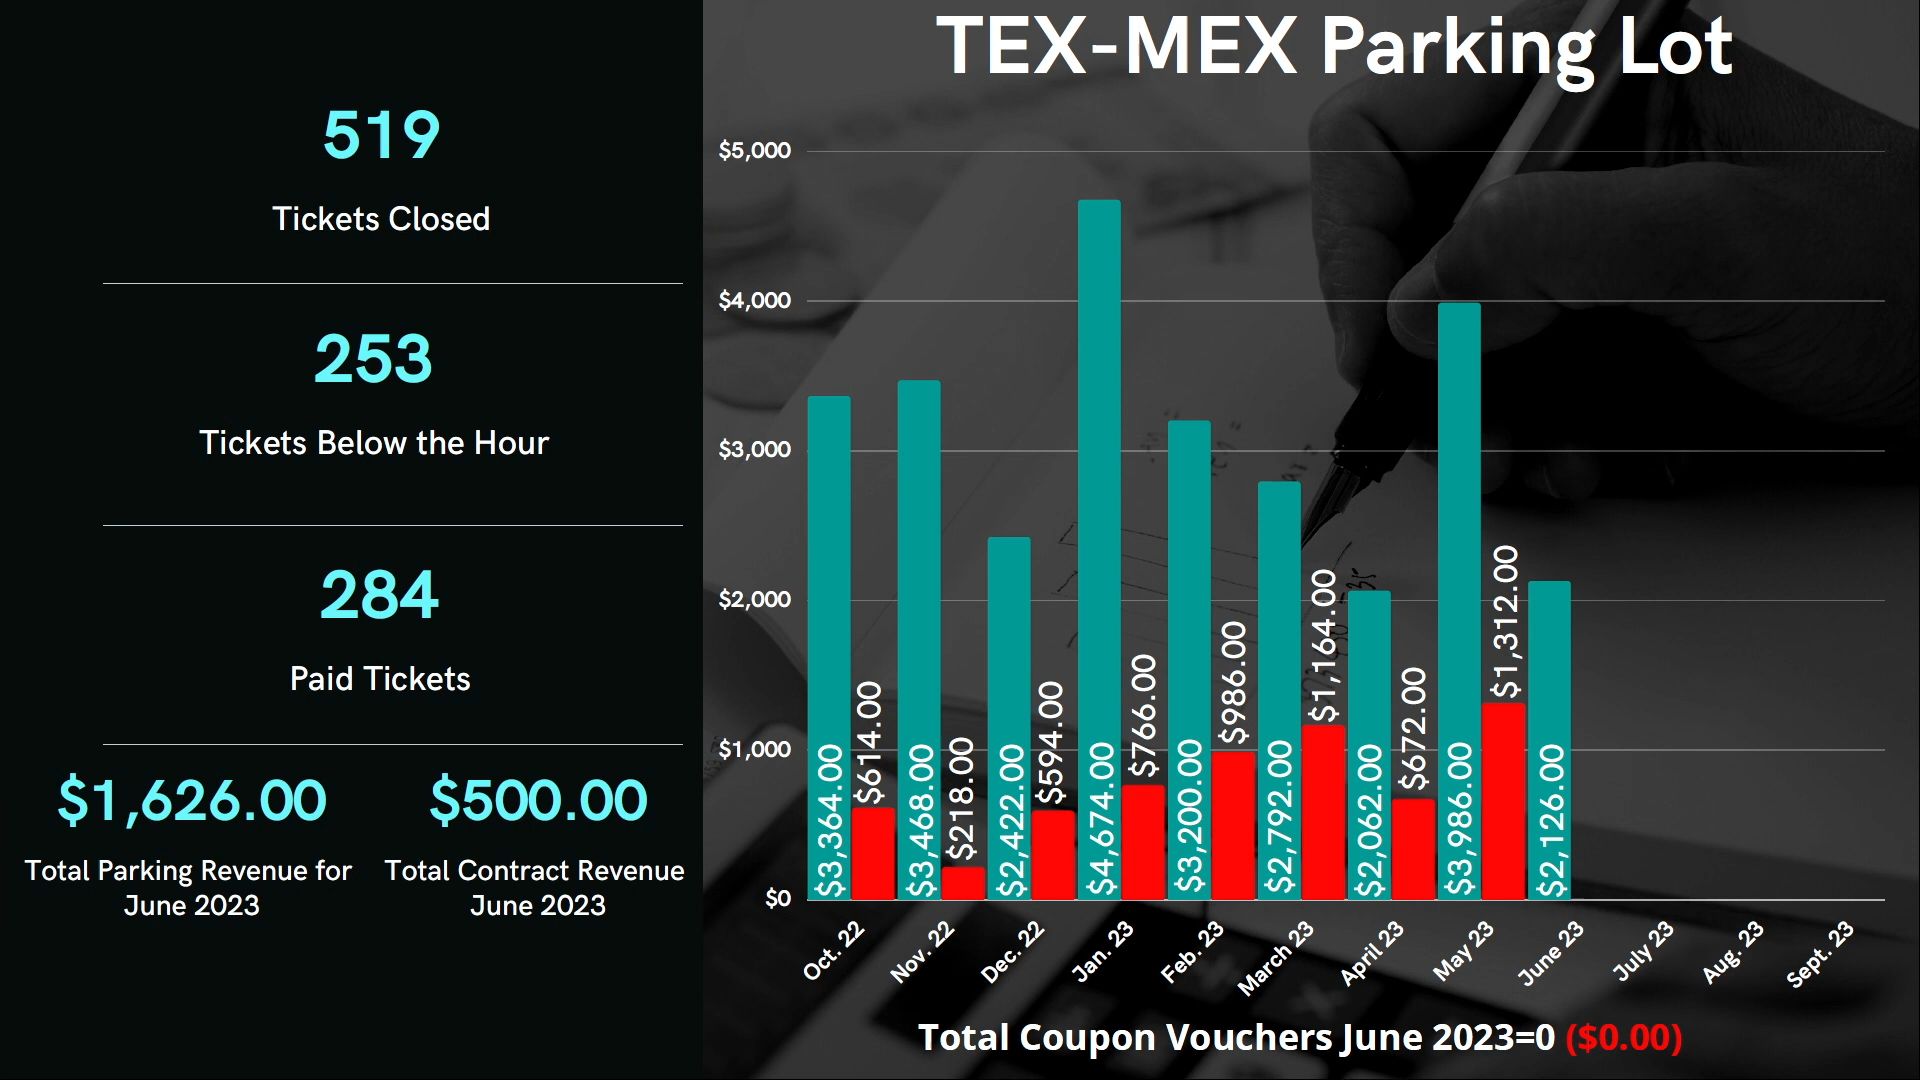 TEX-MEX Parking Lot
519
Tickets Closed
253
Tickets Below the Hour
284
Paid Tickets
$1,626.00
Total Parking Revenue for
June 2023
$500.00
Total Contract Revenue
June 2023
$5,000
$4,000
$3,000
$2,000
$1,000
$0
$3,364.00
$614.00
$3,468.00
$218.00
$2,422.00
$594.00
$4,674.00
$766.00
$3,200.00
$986.00
$2,792.00
$1,164.00
$2,062.00
$672.00
$3,986.00
$1,312.00
$2,126.00
Oct. 22
Nov. 22
Dec. 22
Jan. 23
Feb. 23
March 23
April 23
May 23
June 23
July 23
Aug. 23
Sept. 23
Total Coupon Vouchers June 2023=0 ($0.00)